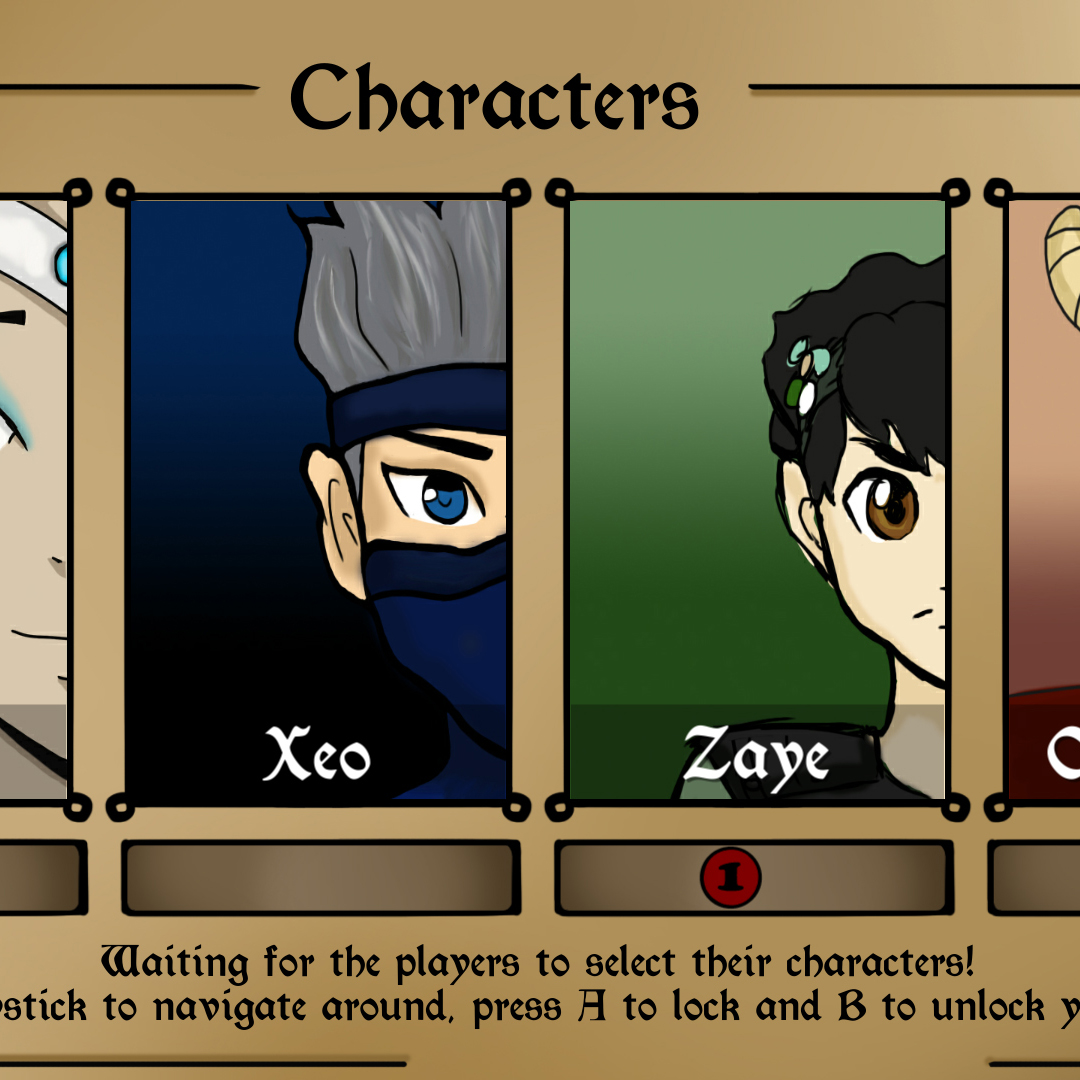 Characters
Xeo
Zaye
1
Waiting for the players to select their characters!
stick to navigate around, press A to lock and B to unlock